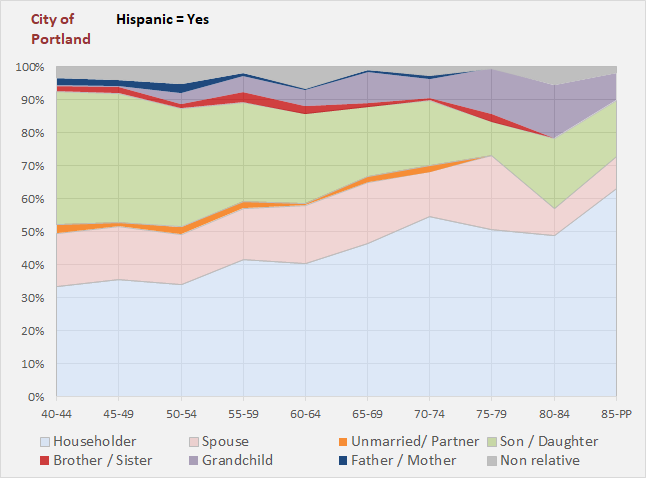 City of
Portland
Hispanic = Yes
100%
90%
80%
70%
60%
50%
40%
30%
20%
10%
0%
40-44 45-49 50-54 55-59 60-64 65-69 70-74 75-79 80-84 85-PP
Householder Spouse Unmarried/ Partner Son / Daughter
Brother / Sister Grandchild Father / Mother Non relative